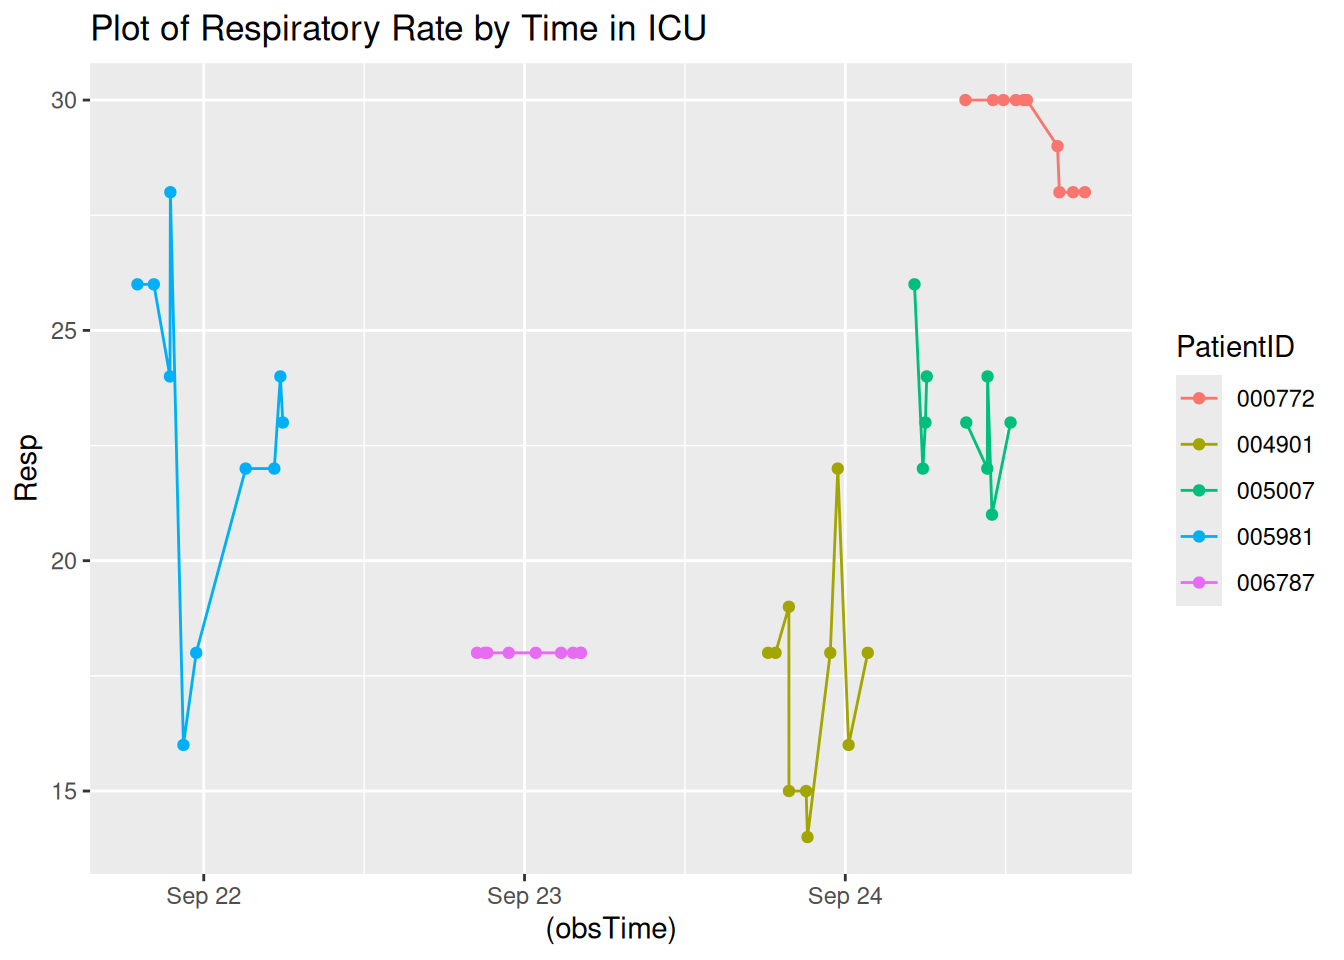 Plot of Respiratory Rate by Time in ICU
30
25
20
15
Resp
Sep 22
Sep 23
Sep 24
(obsTime)
PatientID
000772
004901
005007
005981
006787